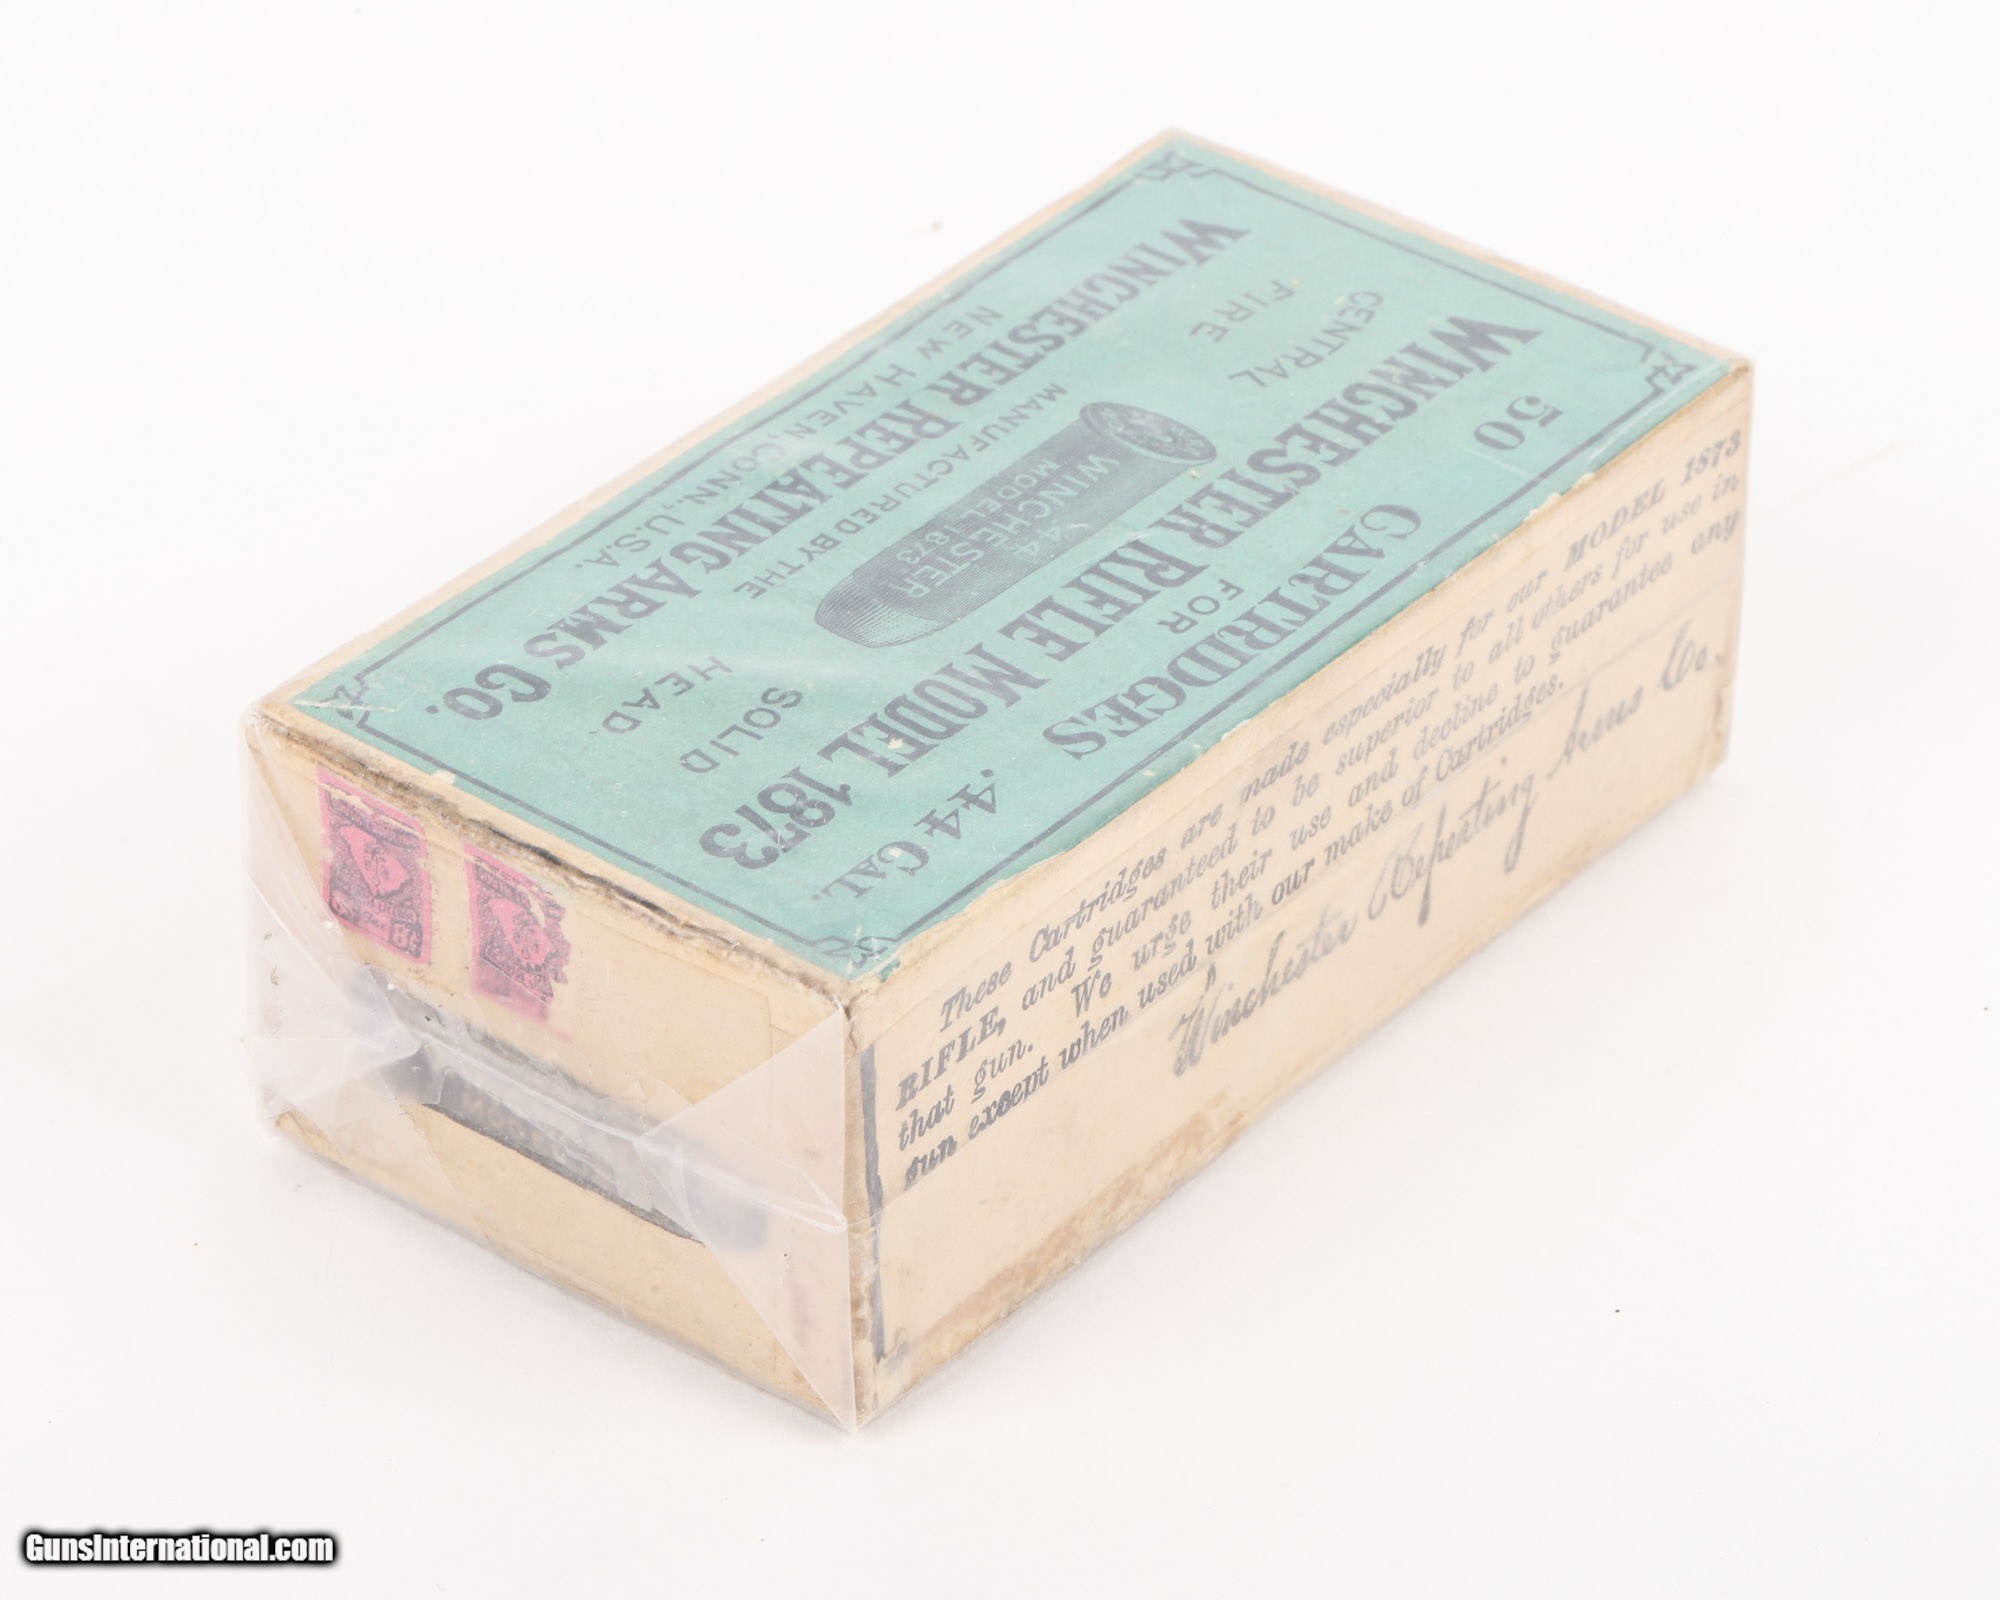 50 CARTRIDGES .44 CAL.
FOR
WINCHESTER RIFLE MODEL 1873
CENTRAL
FIRE
.44
WINCHESTER
MODEL 1873
SOLID
HEAD.
MANUFACTURED BY THE
WINCHESTER REPEATING ARMS CO.
NEW HAVEN, CONN., U.S.A.
These Cartridges are made especially for our MODEL 1873
RIFLE, and guaranteed to be superior to all others for use in
that gun. We urge their use and decline to guarantee any
gun except when used with our make of Cartridges.
Winchester Repeating Arms Co.
GunsInternational.com